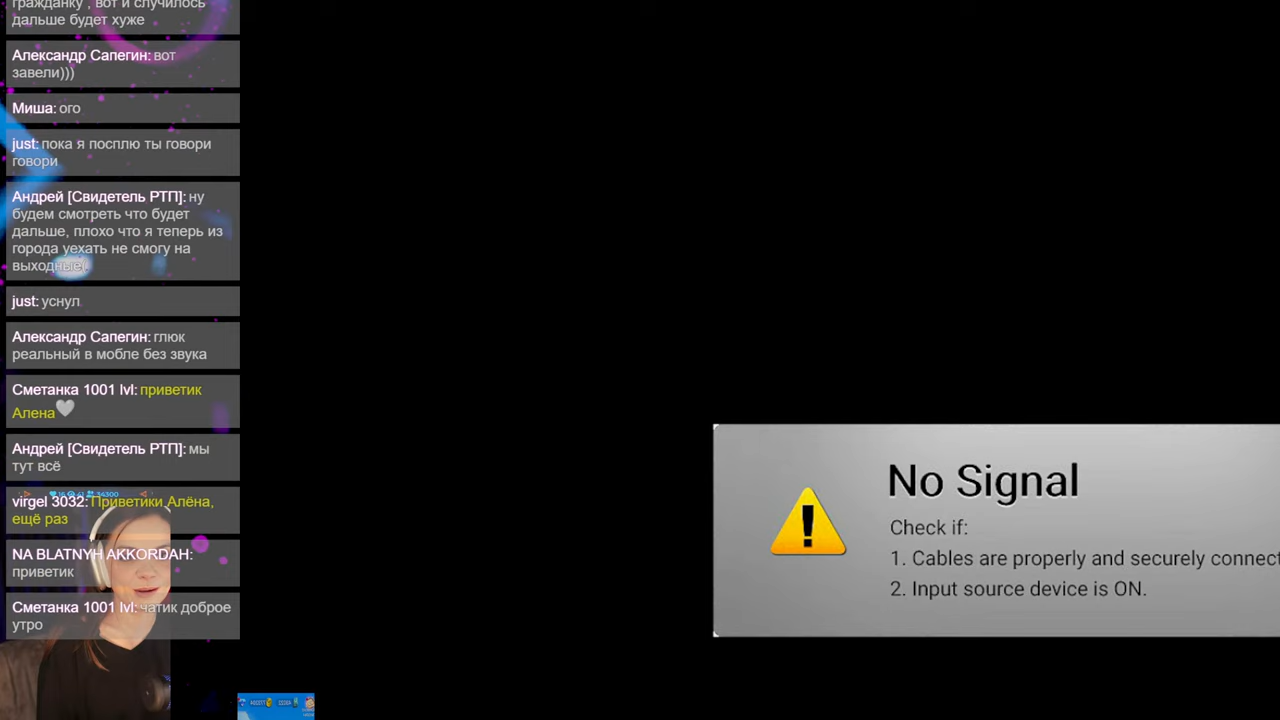 гражданку , вот и случилось
дальше будет хуже
Александр Сапегин: вот
завели)))
Миша: ого
just: пока я посплю ты говори
говори
Андрей [Свидетель РТП]: ну
будем смотреть что будет
дальше, плохо что я теперь из
города уехать не смогу на
выходные(.
just: уснул
Александр Сапегин: глюк
реальный в мобле без звука
Сметанка 1001 lvl: приветик
Алена🤍
Андрей [Свидетель РТП]: мы
тут всё
virgel 3032: Приветики Алёна,
ещё раз
NA BLATNYH AKKORDAH:
приветик
Сметанка 1001 lvl: чатик доброе
утро
No Signal
Check if:
1. Cables are properly and securely connect
2. Input source device is ON.